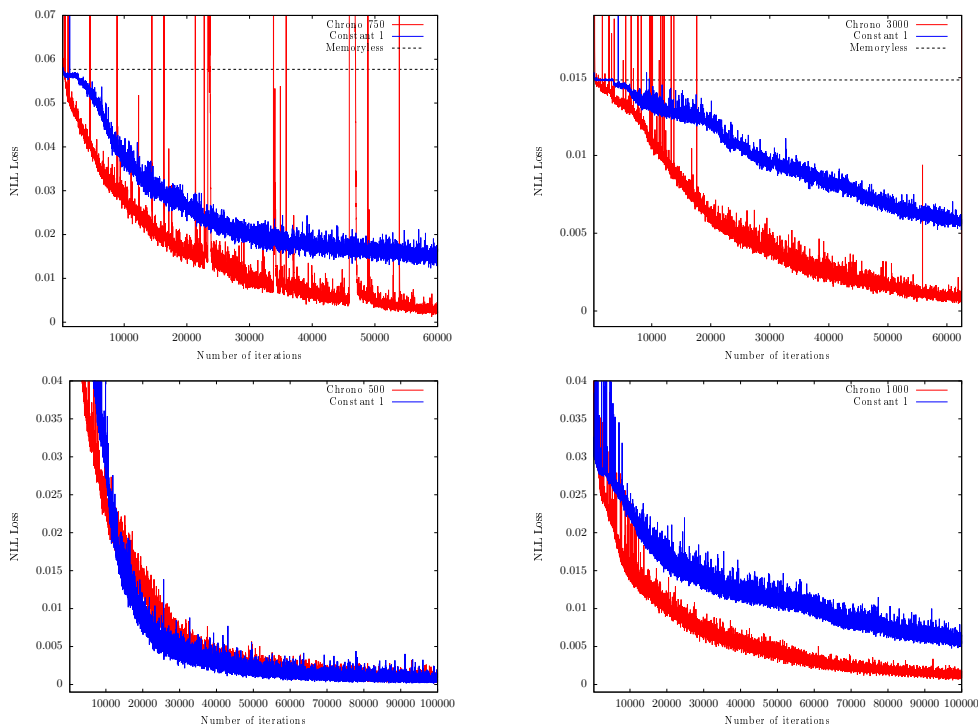 0.07
0.06
0.05
0.04
0.03
0.02
0.01
0
NLL Loss
Chrono 750
Constant 1
Memoryless
10000 20000 30000 40000 50000 60000
Number of iterations
0.015
0.01
0.005
0
NLL Loss
Chrono 3000
Constant 1
Memoryless
10000 20000 30000 40000 50000 60000
Number of iterations
0.04
0.035
0.03
0.025
0.02
0.015
0.01
0.005
0
NLL Loss
Chrono 500
Constant 1
10000 20000 30000 40000 50000 60000 70000 80000 90000 100000
Number of iterations
0.04
0.035
0.03
0.025
0.02
0.015
0.01
0.005
0
NLL Loss
Chrono 1000
Constant 1
10000 20000 30000 40000 50000 60000 70000 80000 90000 100000
Number of iterations